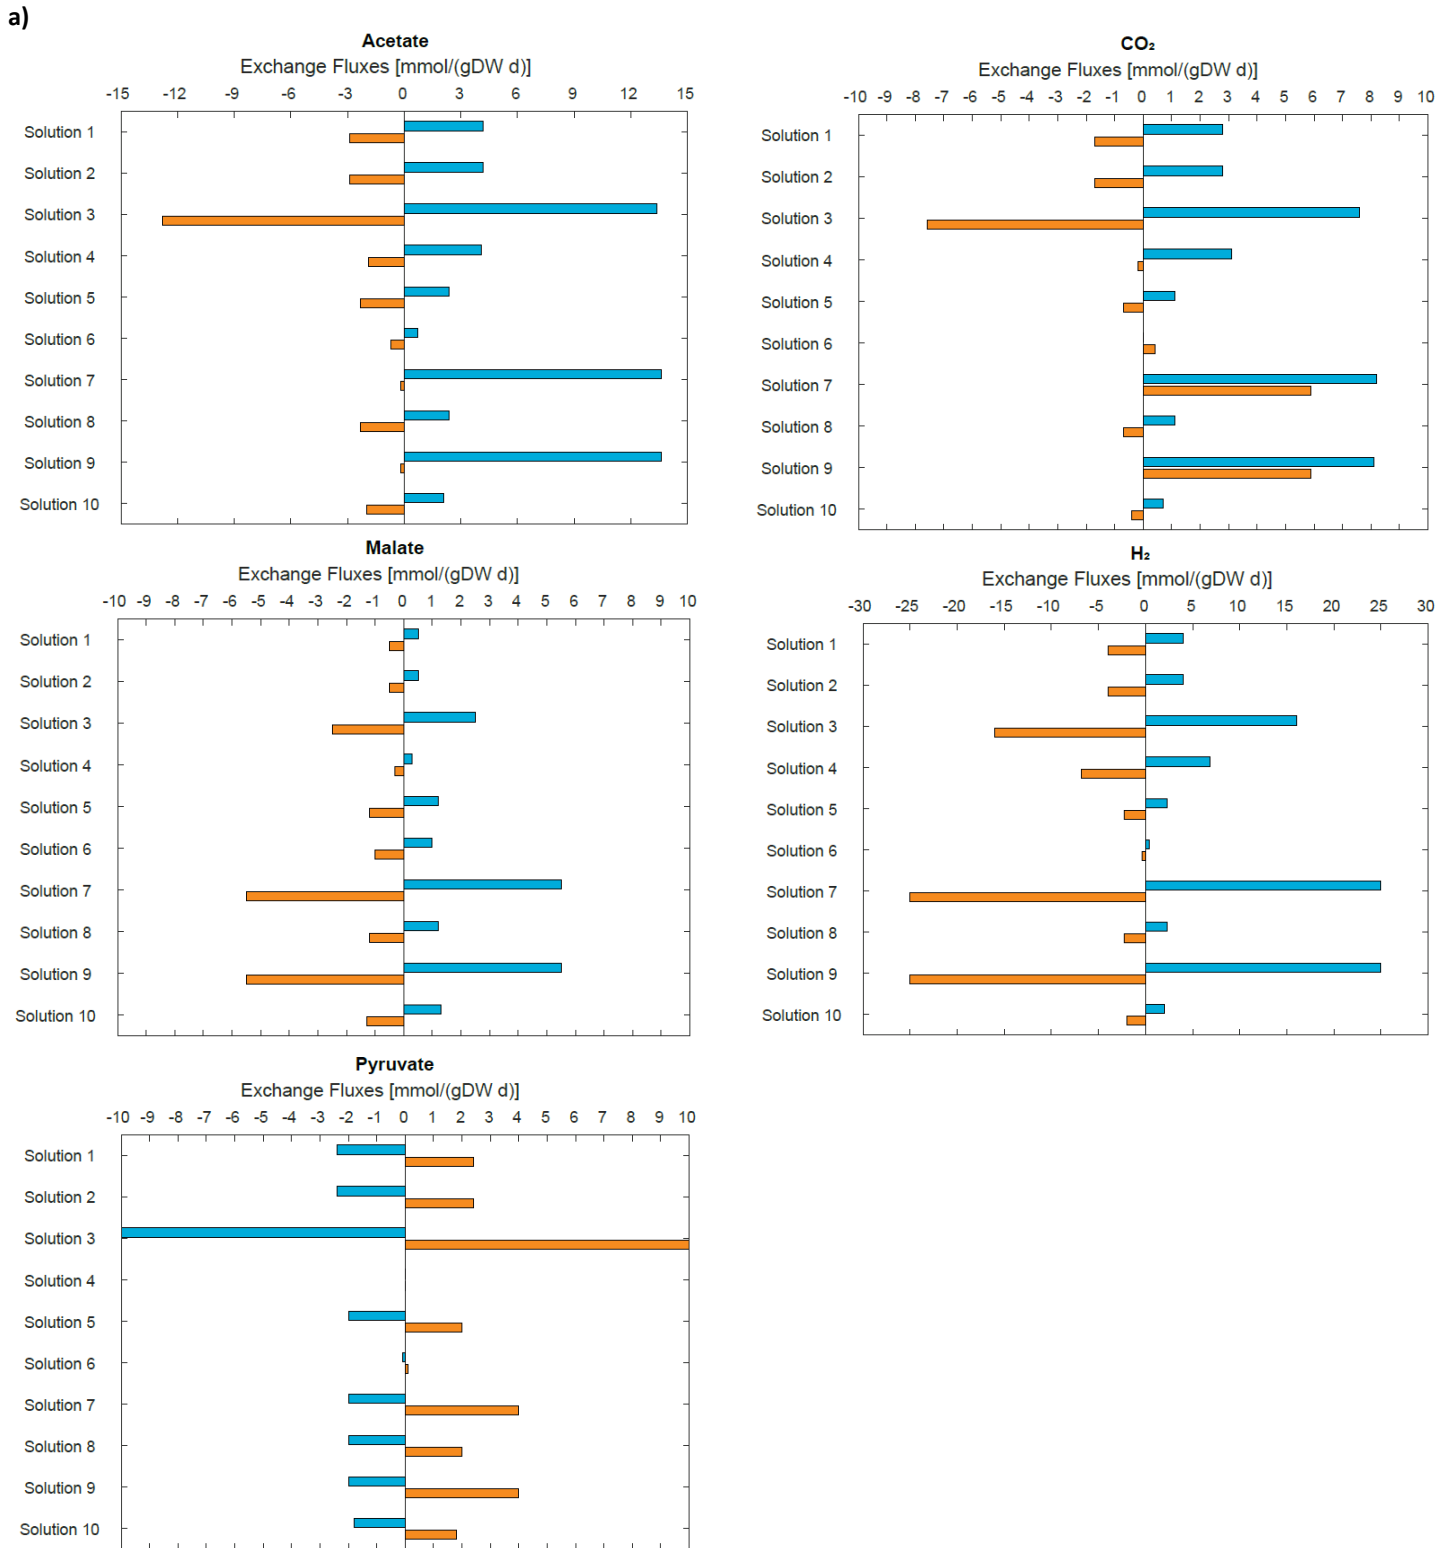 a)
Acetate
Exchange Fluxes [mmol/(gDW d)]
-15 -12 -9 -6 -3 0 3 6 9 12 15
Solution 1
Solution 2
Solution 3
Solution 4
Solution 5
Solution 6
Solution 7
Solution 8
Solution 9
Solution 10
CO₂
Exchange Fluxes [mmol/(gDW d)]
-10 -9 -8 -7 -6 -5 -4 -3 -2 -1 0 1 2 3 4 5 6 7 8 9 10
Solution 1
Solution 2
Solution 3
Solution 4
Solution 5
Solution 6
Solution 7
Solution 8
Solution 9
Solution 10
Malate
Exchange Fluxes [mmol/(gDW d)]
-10 -9 -8 -7 -6 -5 -4 -3 -2 -1 0 1 2 3 4 5 6 7 8 9 10
Solution 1
Solution 2
Solution 3
Solution 4
Solution 5
Solution 6
Solution 7
Solution 8
Solution 9
Solution 10
H₂
Exchange Fluxes [mmol/(gDW d)]
-30 -25 -20 -15 -10 -5 0 5 10 15 20 25 30
Solution 1
Solution 2
Solution 3
Solution 4
Solution 5
Solution 6
Solution 7
Solution 8
Solution 9
Solution 10
Pyruvate
Exchange Fluxes [mmol/(gDW d)]
-10 -9 -8 -7 -6 -5 -4 -3 -2 -1 0 1 2 3 4 5 6 7 8 9 10
Solution 1
Solution 2
Solution 3
Solution 4
Solution 5
Solution 6
Solution 7
Solution 8
Solution 9
Solution 10